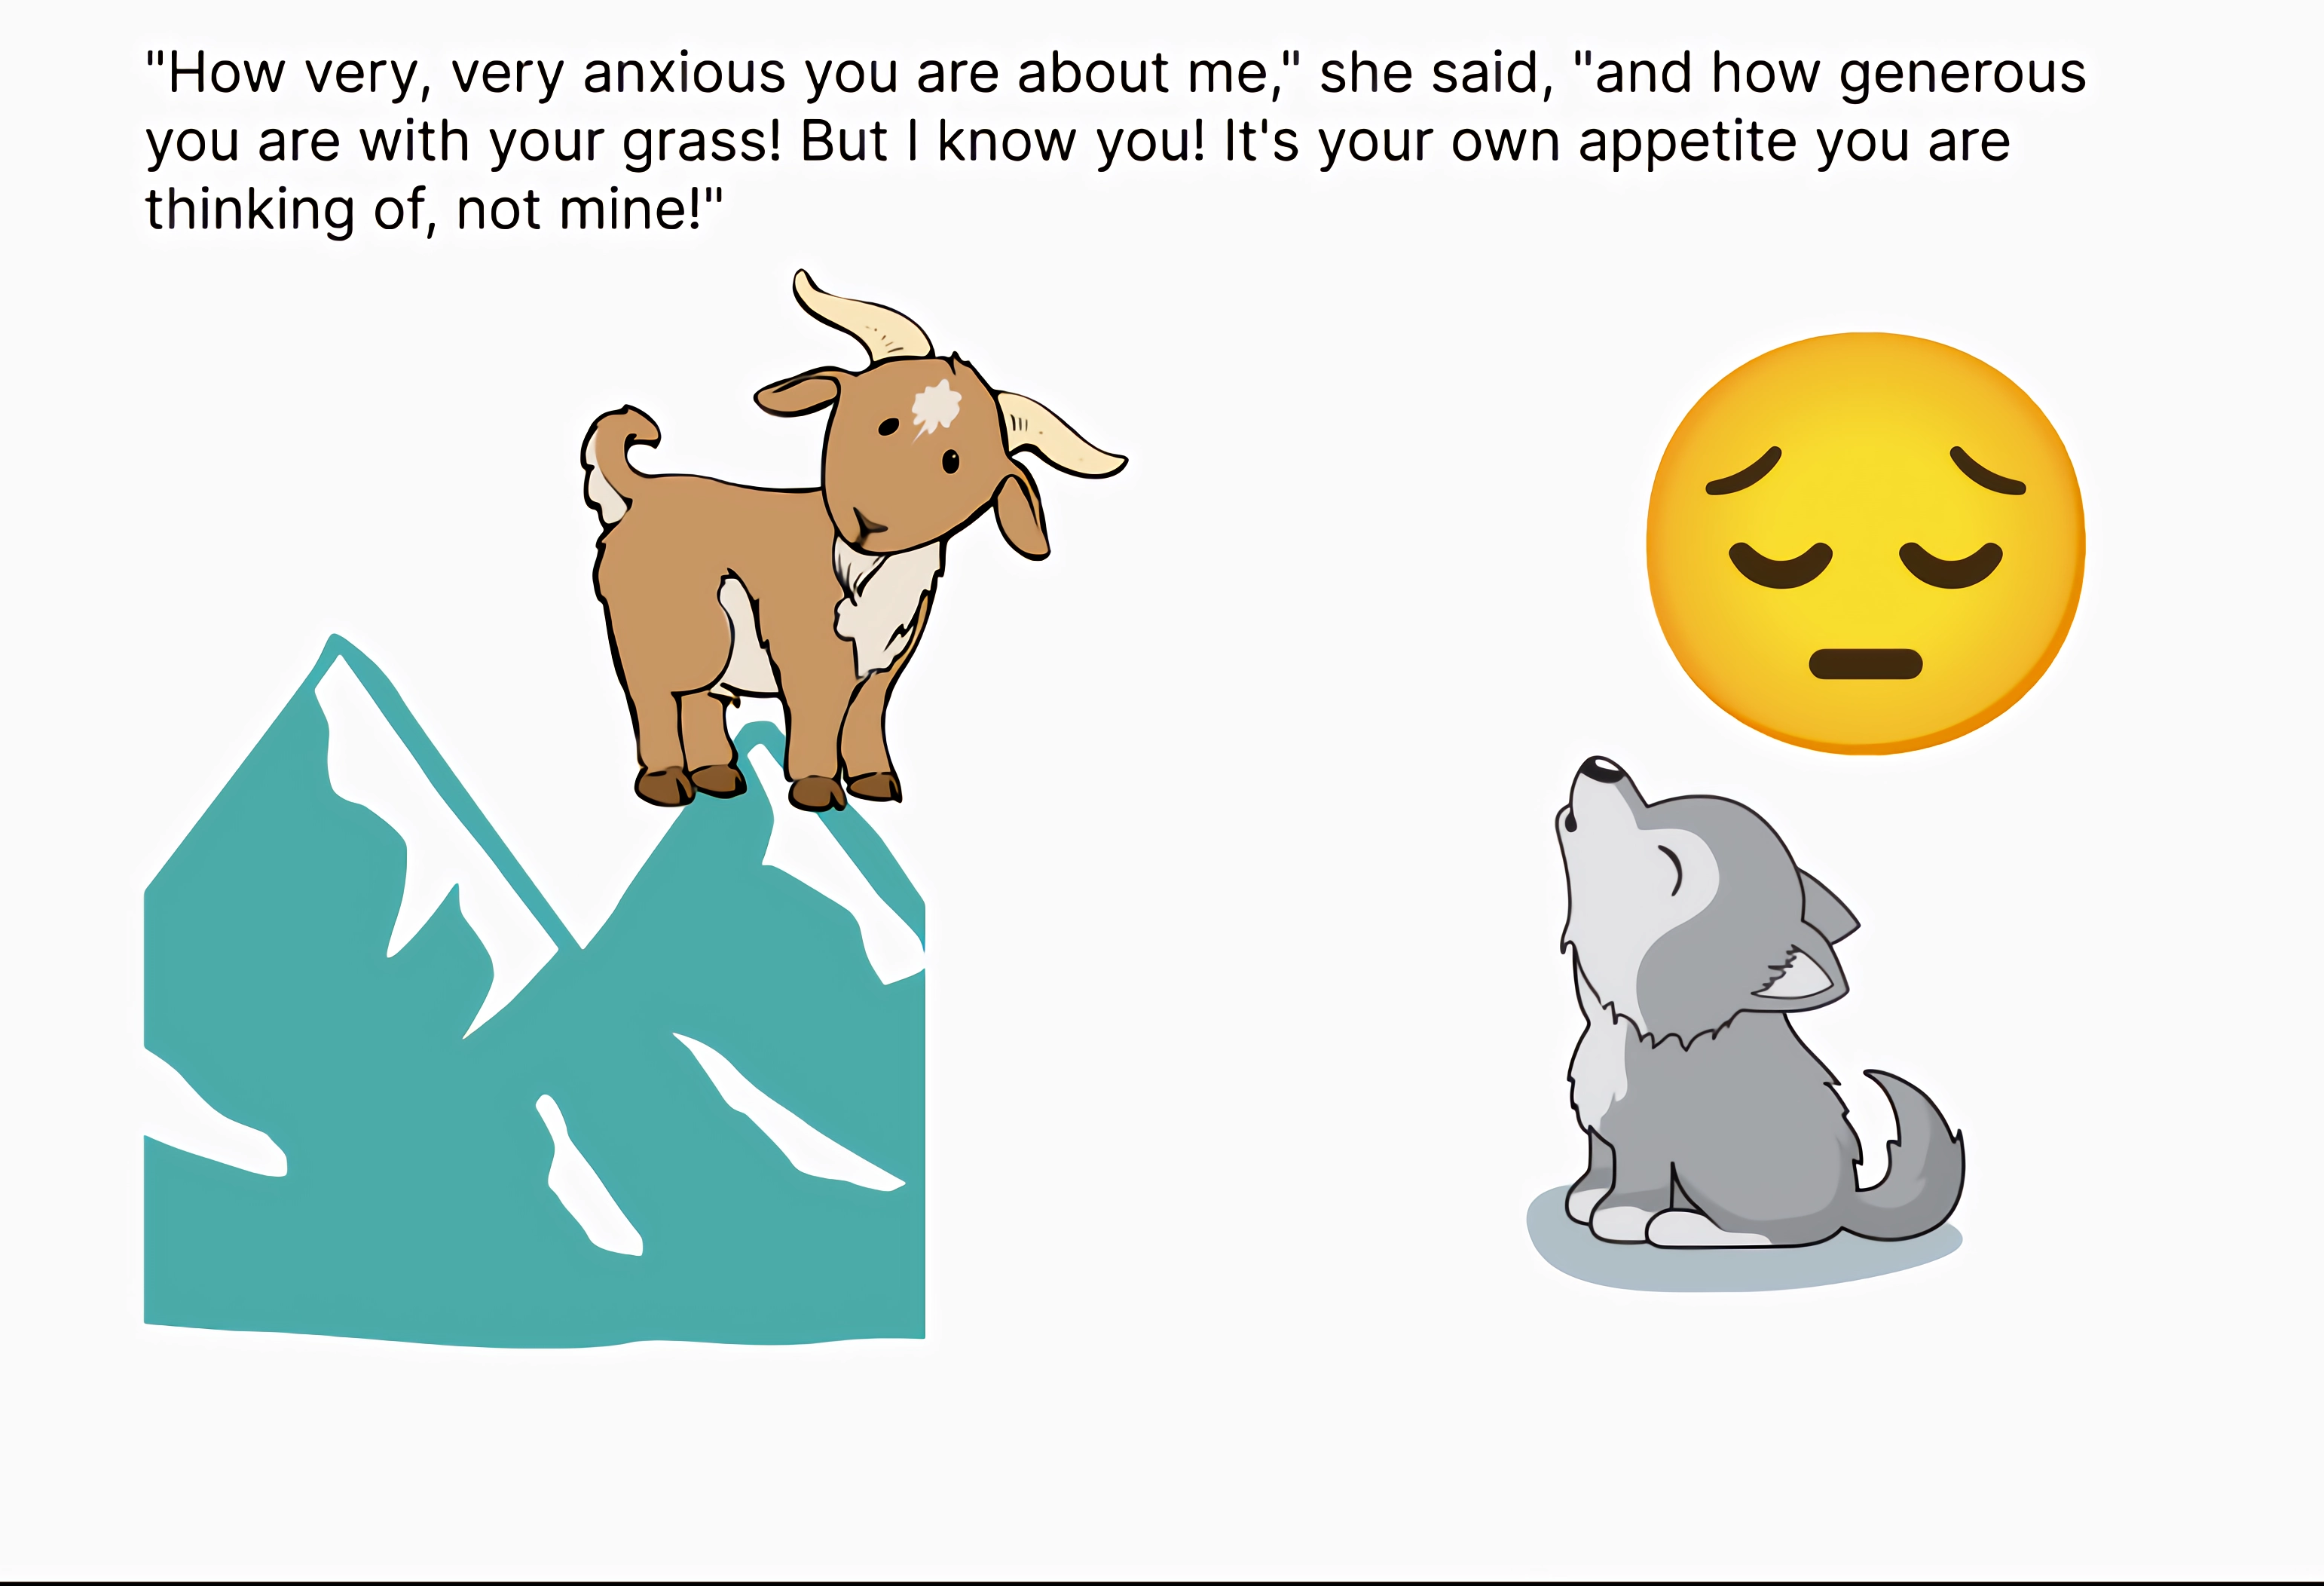 "How very, very anxious you are about me," she said, "and how generous
you are with your grass! But I know you! It's your own appetite you are
thinking of, not mine!"